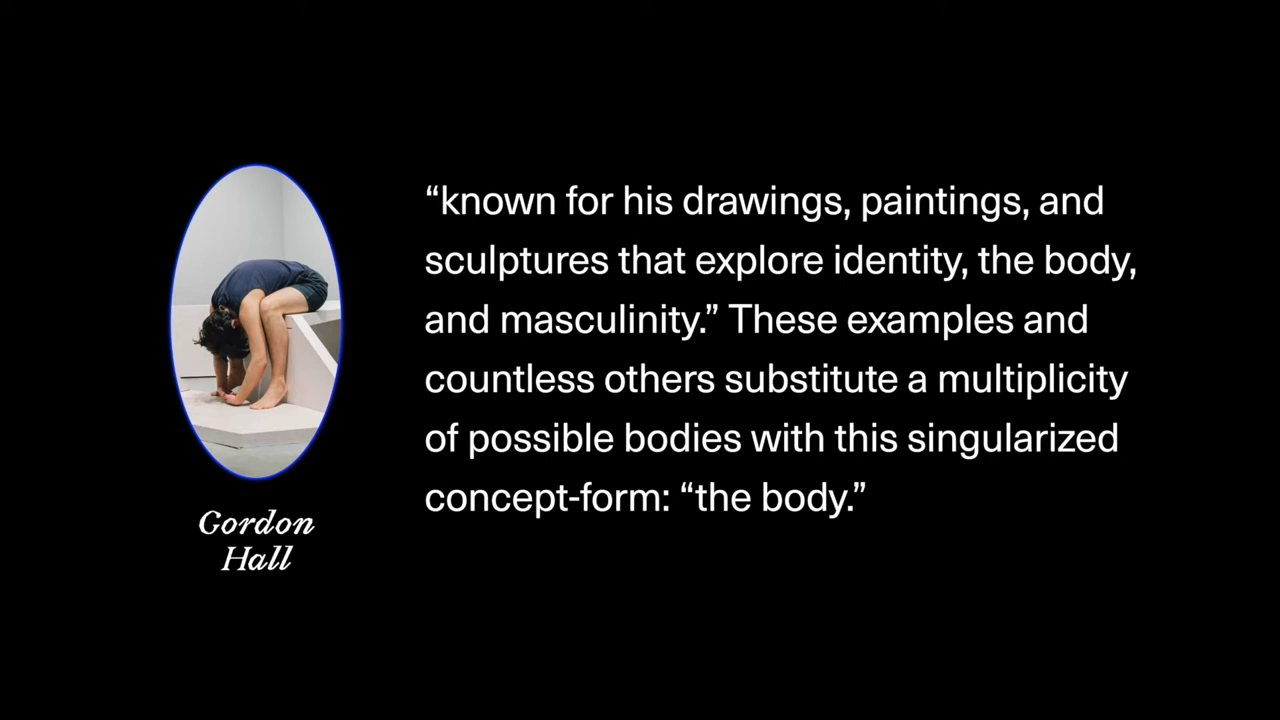 “known for his drawings, paintings, and
sculptures that explore identity, the body,
and masculinity.” These examples and
countless others substitute a multiplicity
of possible bodies with this singularized
concept-form: “the body.”
Gordon
Hall